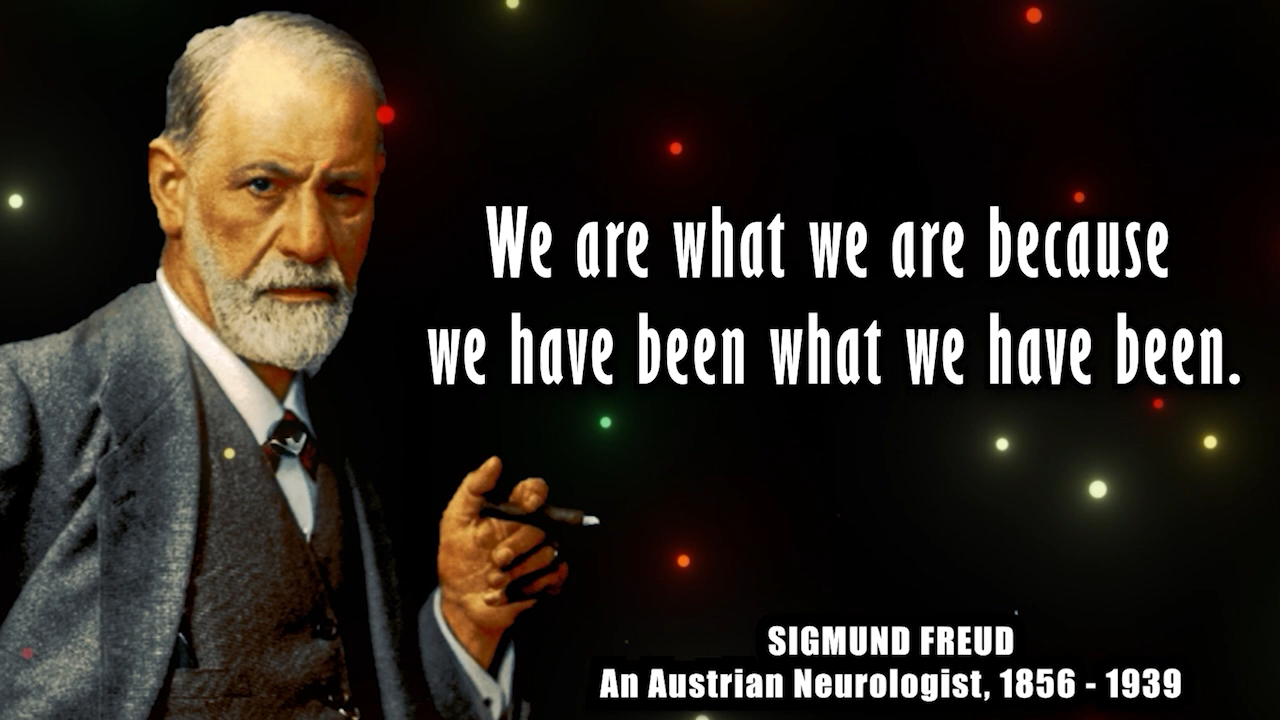 We are what we are because
we have been what we have been.
SIGMUND FREUD
An Austrian Neurologist, 1856 - 1939